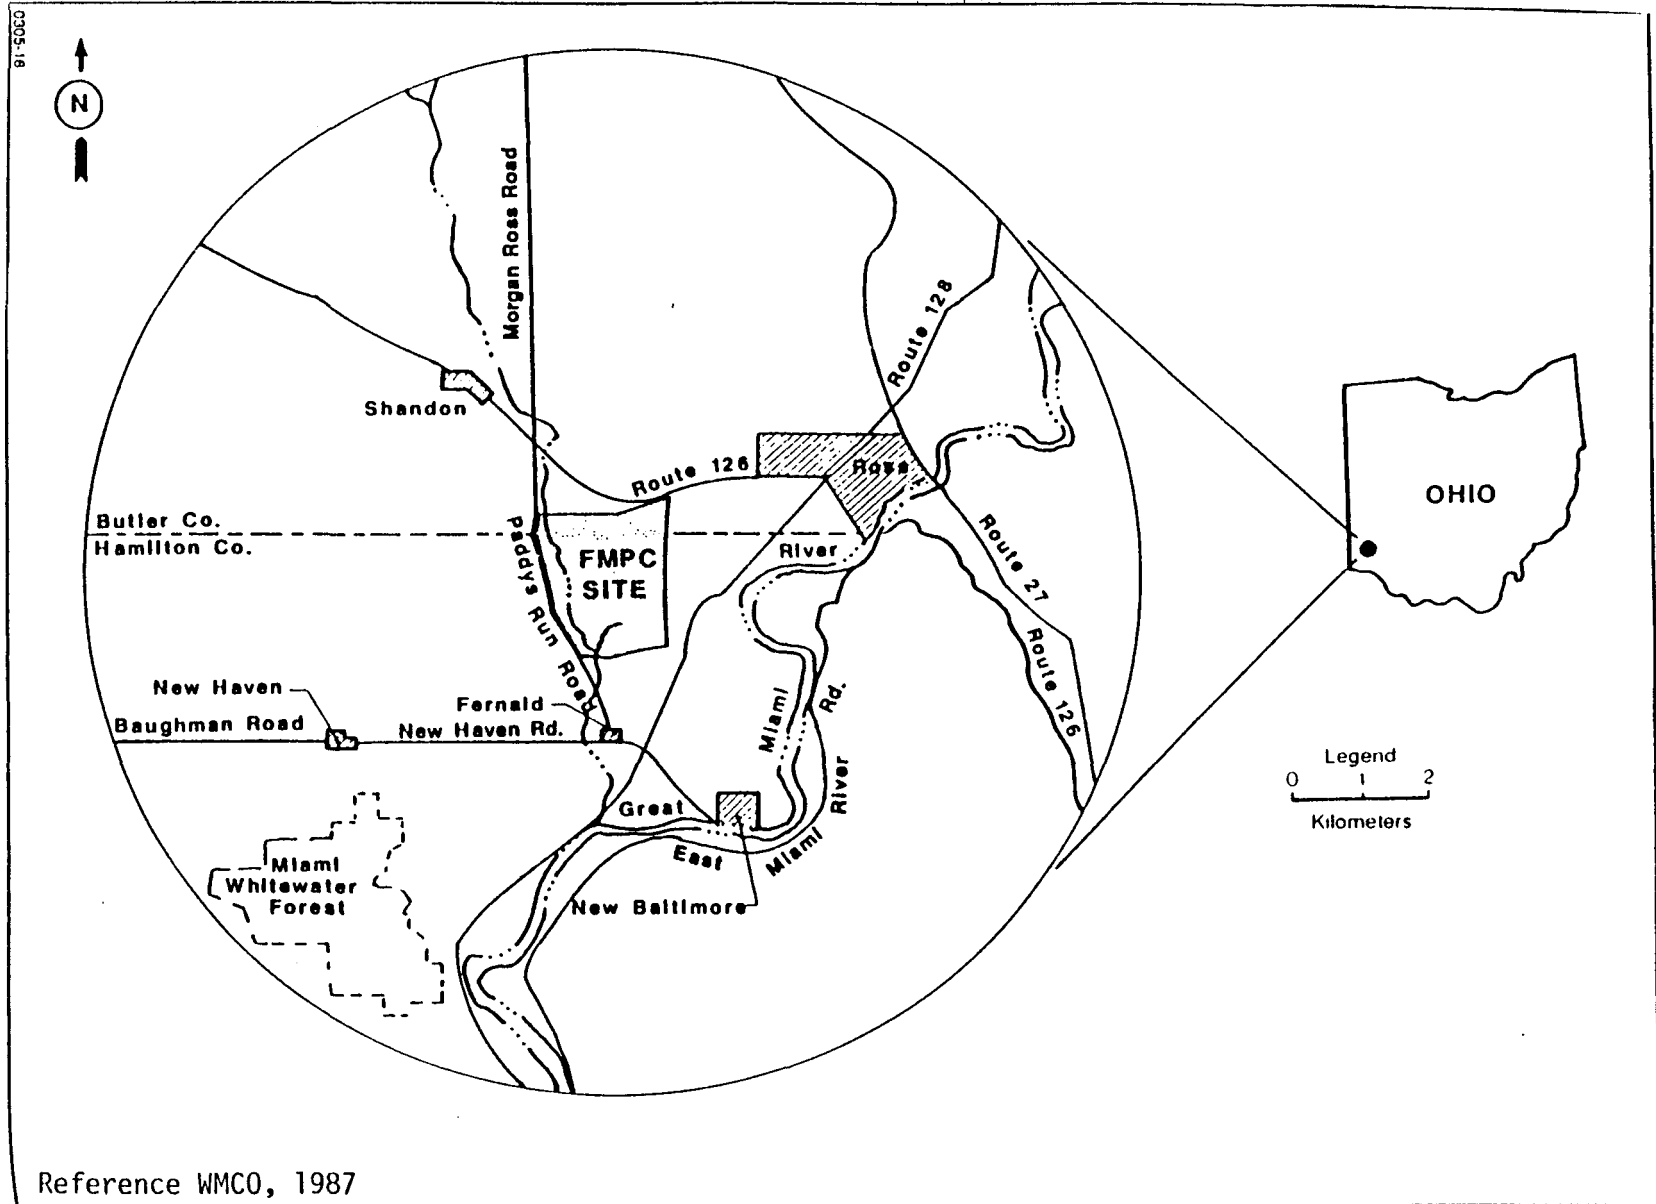 0305-18
N
Morgan Ross Road
Route 128
Shandon
Route 126
Ross
Butler Co.
Hamilton Co.
OHIO
Paddys Run Road
FMPC
SITE
River
Route 27
Route 126
New Haven
Baughman Road
New Haven Rd.
Fernald
Miami
Rd.
River
Miami
East
Great
New Baltimore
Miami
Whitewater
Forest
Legend
0 1 2
Kilometers
Reference WMCO, 1987